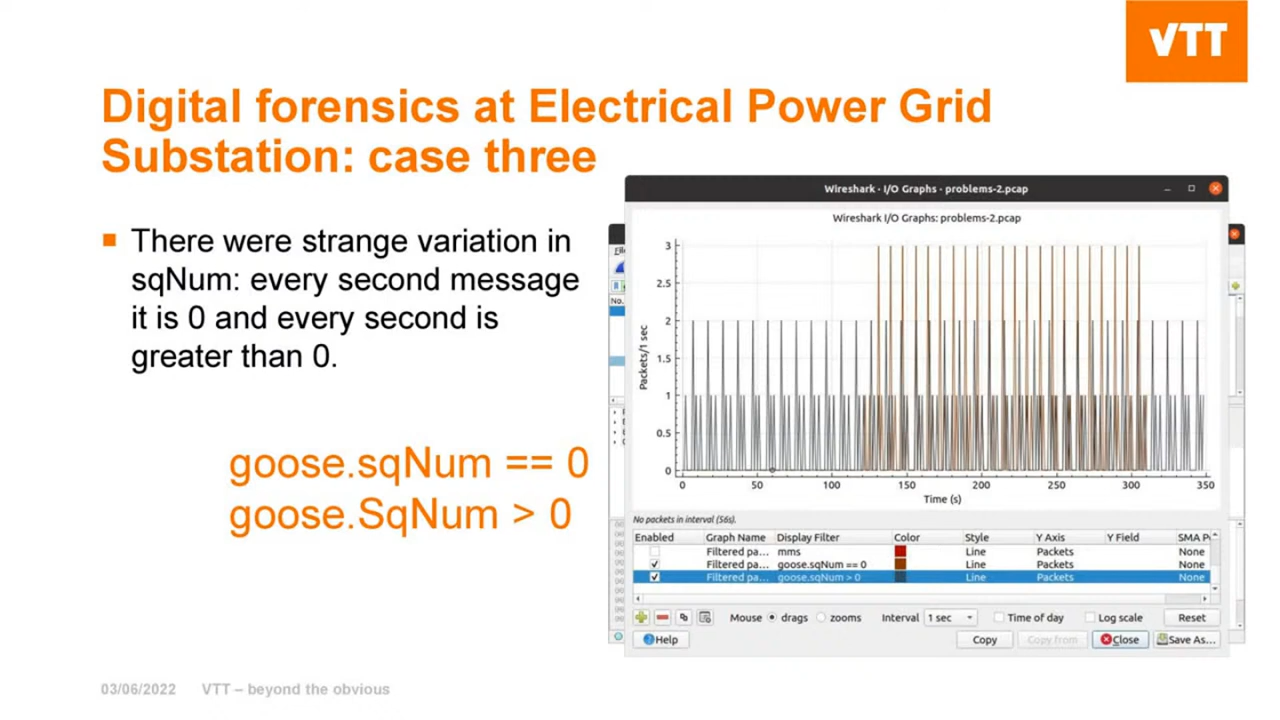 VTT
Digital forensics at Electrical Power Grid
Substation: case three
There were strange variation in
sqNum: every second message
it is 0 and every second is
greater than 0.
goose.sqNum == 0
goose.SqNum > 0
Wireshark · I/O Graphs · problems-2.pcap
Wireshark I/O Graphs: problems-2.pcap
Packets/1 sec
3
2.5
2
1.5
1
0.5
0
0 50 100 150 200 250 300 350
Time (s)
No packets in interval (56s).
Enabled Graph Name Display Filter Color Style Y Axis Y Field SMA P
Filtered pa... mms Line Packets None
Filtered pa... goose.sqNum == 0 Line Packets None
Filtered pa... goose.sqNum > 0 Line Packets None
Mouse drags zooms Interval 1 sec Time of day Log scale Reset
Help Copy Copy from Close Save As...
No.
03/06/2022 VTT – beyond the obvious